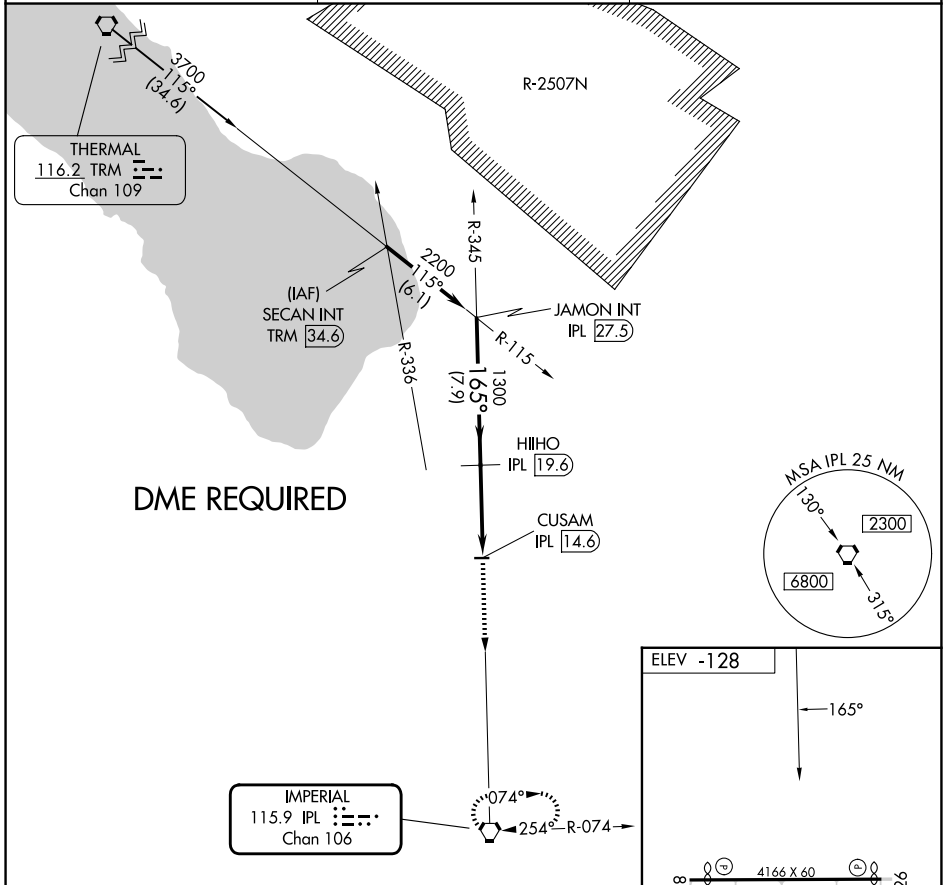 3700
115°
(34.6)
R-2507N
THERMAL
116.2 TRM
Chan 109
R-345
2200
115°
(6.1)
(IAF)
SECAN INT
TRM 34.6
JAMON INT
IPL 27.5
R-115
R-336
1300
165°
(7.9)
HIIHO
IPL 19.6
MSA IPL 25 NM
130°
2300
6800
315°
DME REQUIRED
CUSAM
IPL 14.6
ELEV -128
165°
IMPERIAL
115.9 IPL
Chan 106
074°
254°
R-074
P
4166 X 60
P
8
26